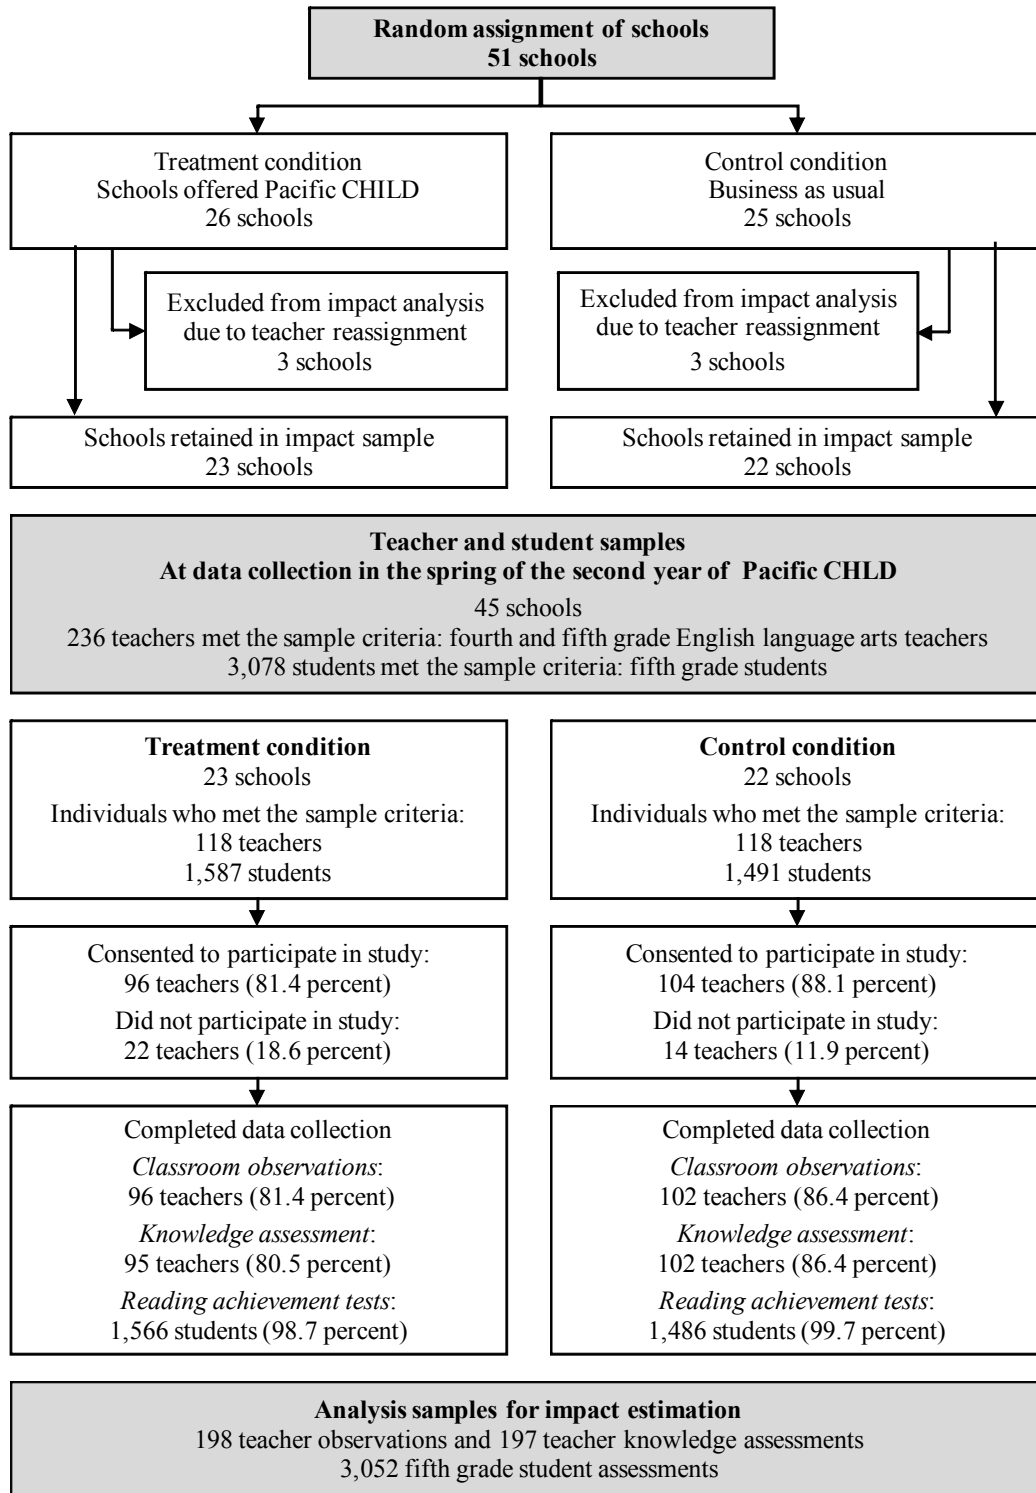 Random assignment of schools
51 schools
Treatment condition
Schools offered Pacific CHILD
26 schools
Control condition
Business as usual
25 schools
Excluded from impact analysis
due to teacher reassignment
3 schools
Excluded from impact analysis
due to teacher reassignment
3 schools
Schools retained in impact sample
23 schools
Schools retained in impact sample
22 schools
Teacher and student samples
At data collection in the spring of the second year of Pacific CHLD
45 schools
236 teachers met the sample criteria: fourth and fifth grade English language arts teachers
3,078 students met the sample criteria: fifth grade students
Treatment condition
23 schools
Individuals who met the sample criteria:
118 teachers
1,587 students
Control condition
22 schools
Individuals who met the sample criteria:
118 teachers
1,491 students
Consented to participate in study:
96 teachers (81.4 percent)
Did not participate in study:
22 teachers (18.6 percent)
Consented to participate in study:
104 teachers (88.1 percent)
Did not participate in study:
14 teachers (11.9 percent)
Completed data collection
Classroom observations:
96 teachers (81.4 percent)
Knowledge assessment:
95 teachers (80.5 percent)
Reading achievement tests:
1,566 students (98.7 percent)
Completed data collection
Classroom observations:
102 teachers (86.4 percent)
Knowledge assessment:
102 teachers (86.4 percent)
Reading achievement tests:
1,486 students (99.7 percent)
Analysis samples for impact estimation
198 teacher observations and 197 teacher knowledge assessments
3,052 fifth grade student assessments